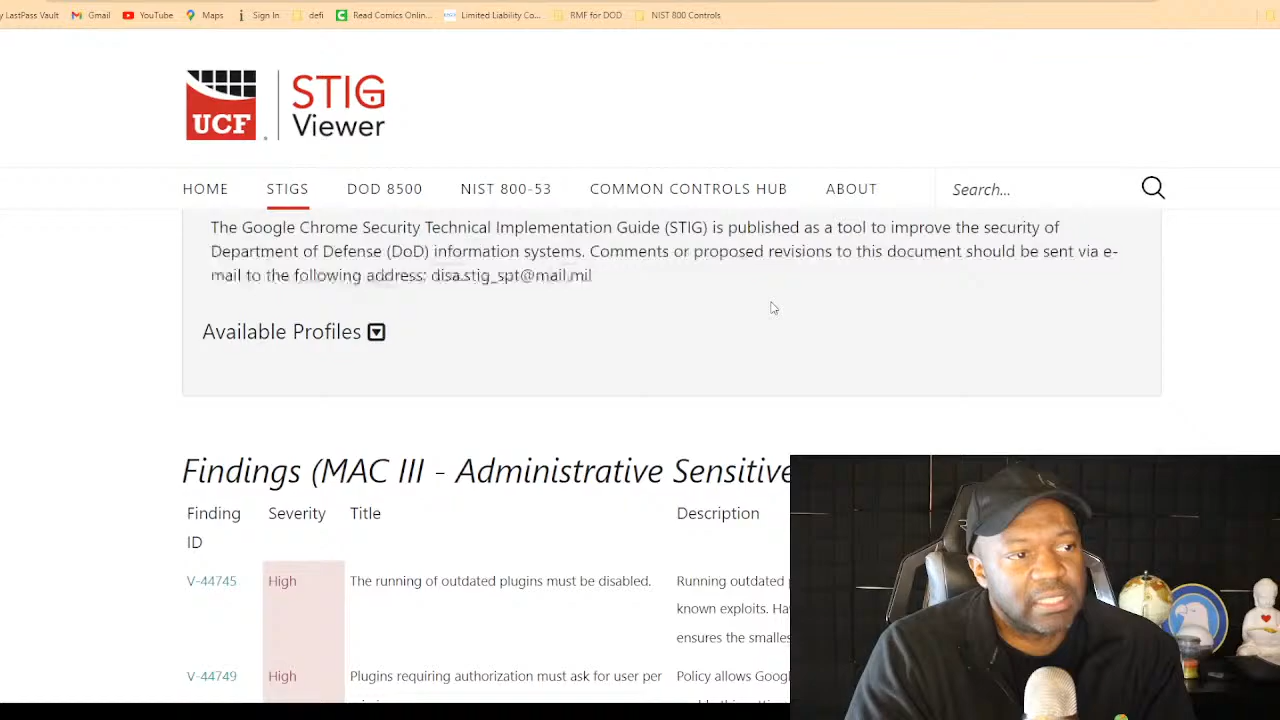 LastPass Vault Gmail YouTube Maps Sign In defi Read Comics Onlin... Limited Liability Co... RMF for DOD NIST 800 Controls
UCF STIG
Viewer
HOME STIGS DOD 8500 NIST 800-53 COMMON CONTROLS HUB ABOUT Search...
The Google Chrome Security Technical Implementation Guide (STIG) is published as a tool to improve the security of
Department of Defense (DoD) information systems. Comments or proposed revisions to this document should be sent via e-
mail to the following address: disa.stig_spt@mail.mil
Available Profiles
Findings (MAC III - Administrative Sensitive
Finding Severity Title Description
ID
V-44745 High The running of outdated plugins must be disabled. Running outdated
known exploits. Ha
ensures the smalles
V-44749 High Plugins requiring authorization must ask for user per Policy allows Goog